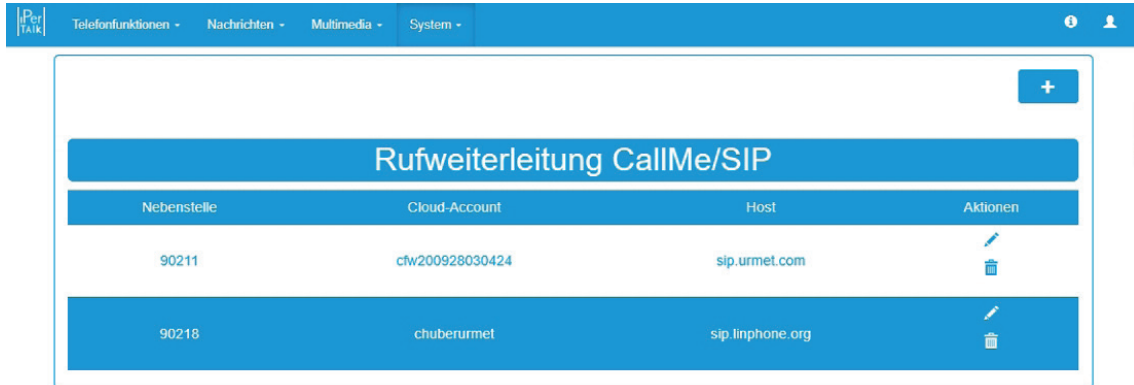 iPer
TAlk
Telefonfunktionen
Nachrichten
Multimedia
System
Rufweiterleitung CallMe/SIP
Nebenstelle Cloud-Account Host Aktionen
90211 cfw200928030424 sip.urmet.com
90218 chuberurmet sip.linphone.org